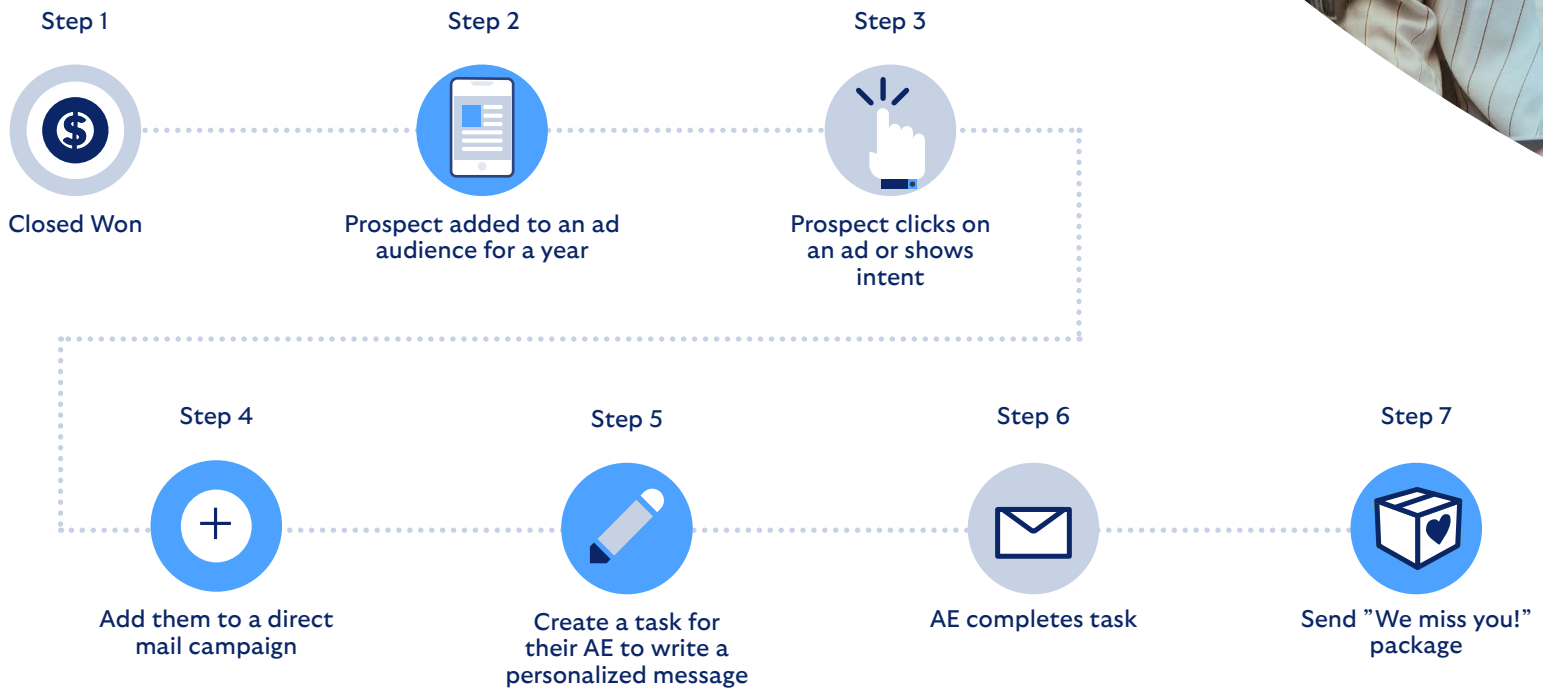 Step 1
Step 2
Step 3
$
Closed Won
Prospect added to an ad
audience for a year
Prospect clicks on
an ad or shows
intent
Step 4
Step 5
Step 6
Step 7
Add them to a direct
mail campaign
Create a task for
their AE to write a
personalized message
AE completes task
Send ”We miss you!”
package